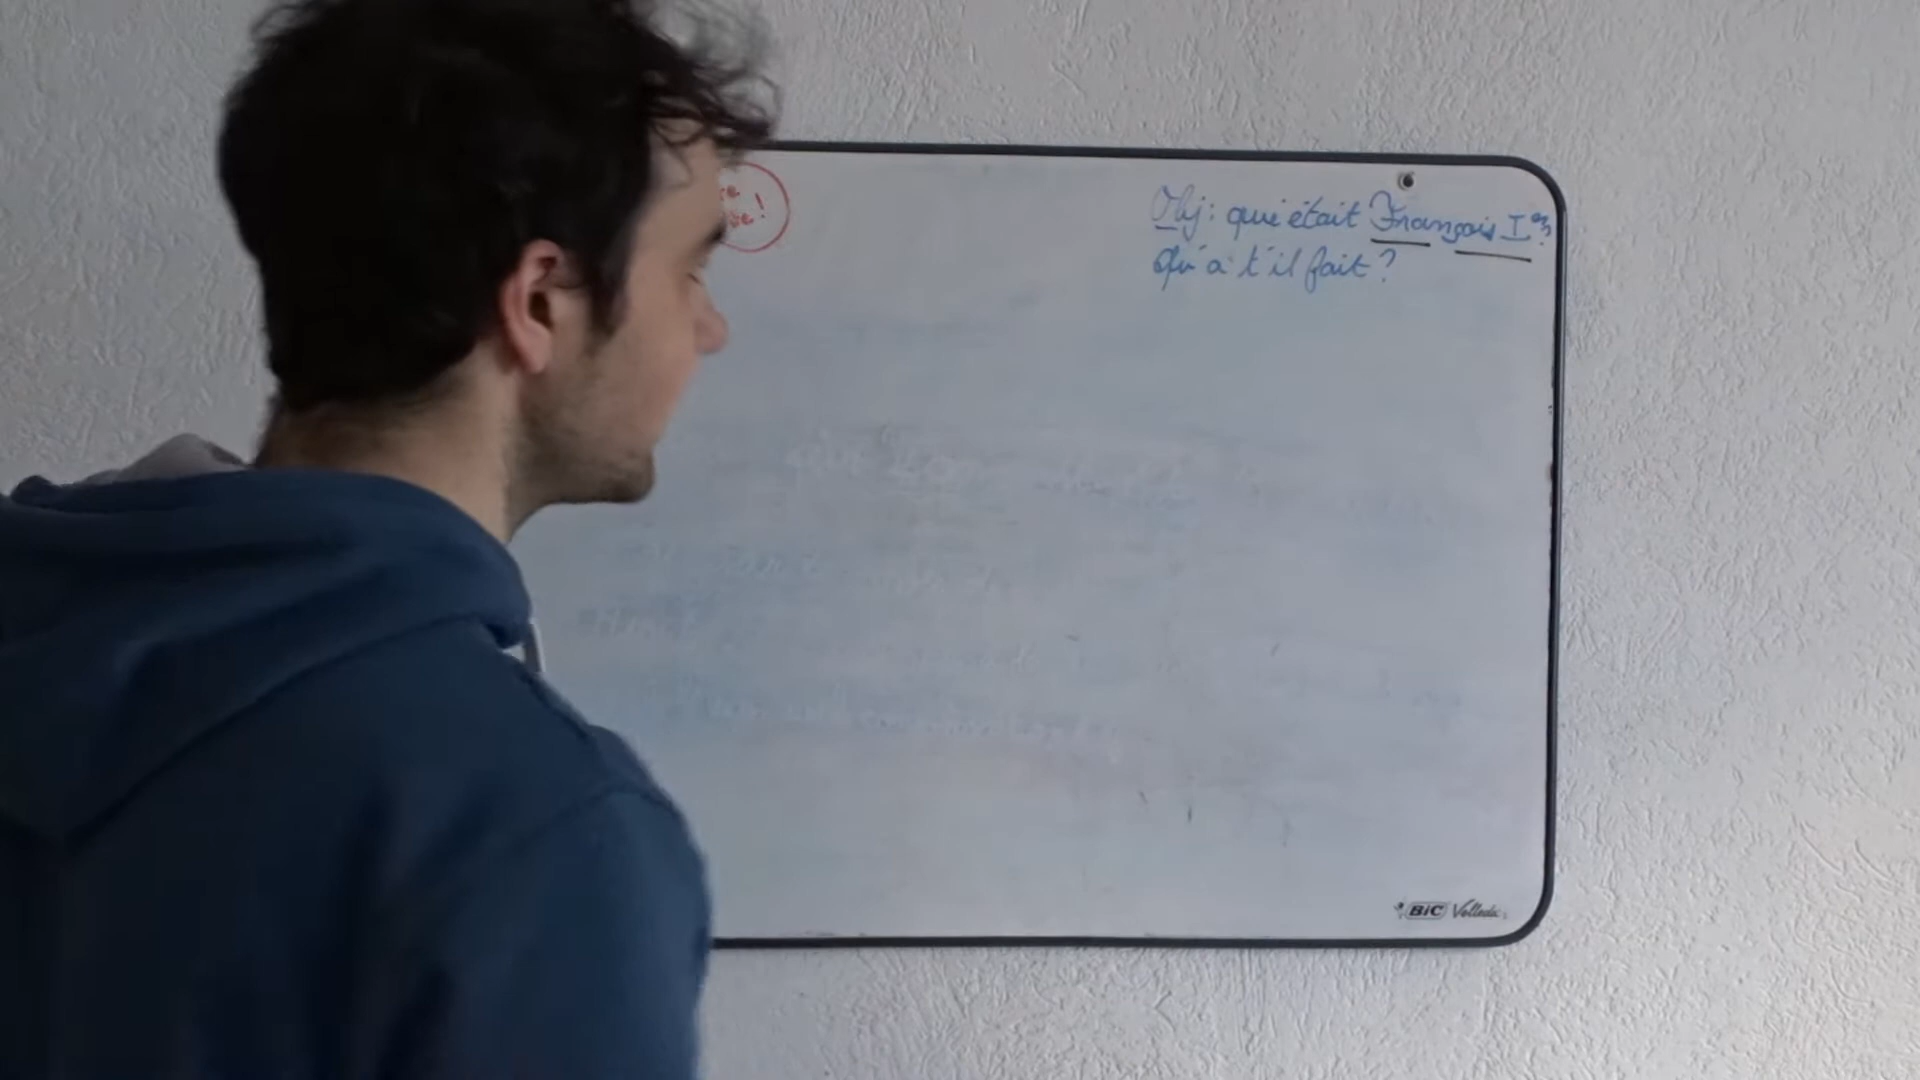 Obj : qui était François Ier?
Qu'a t'il fait ?
BIC Velleda